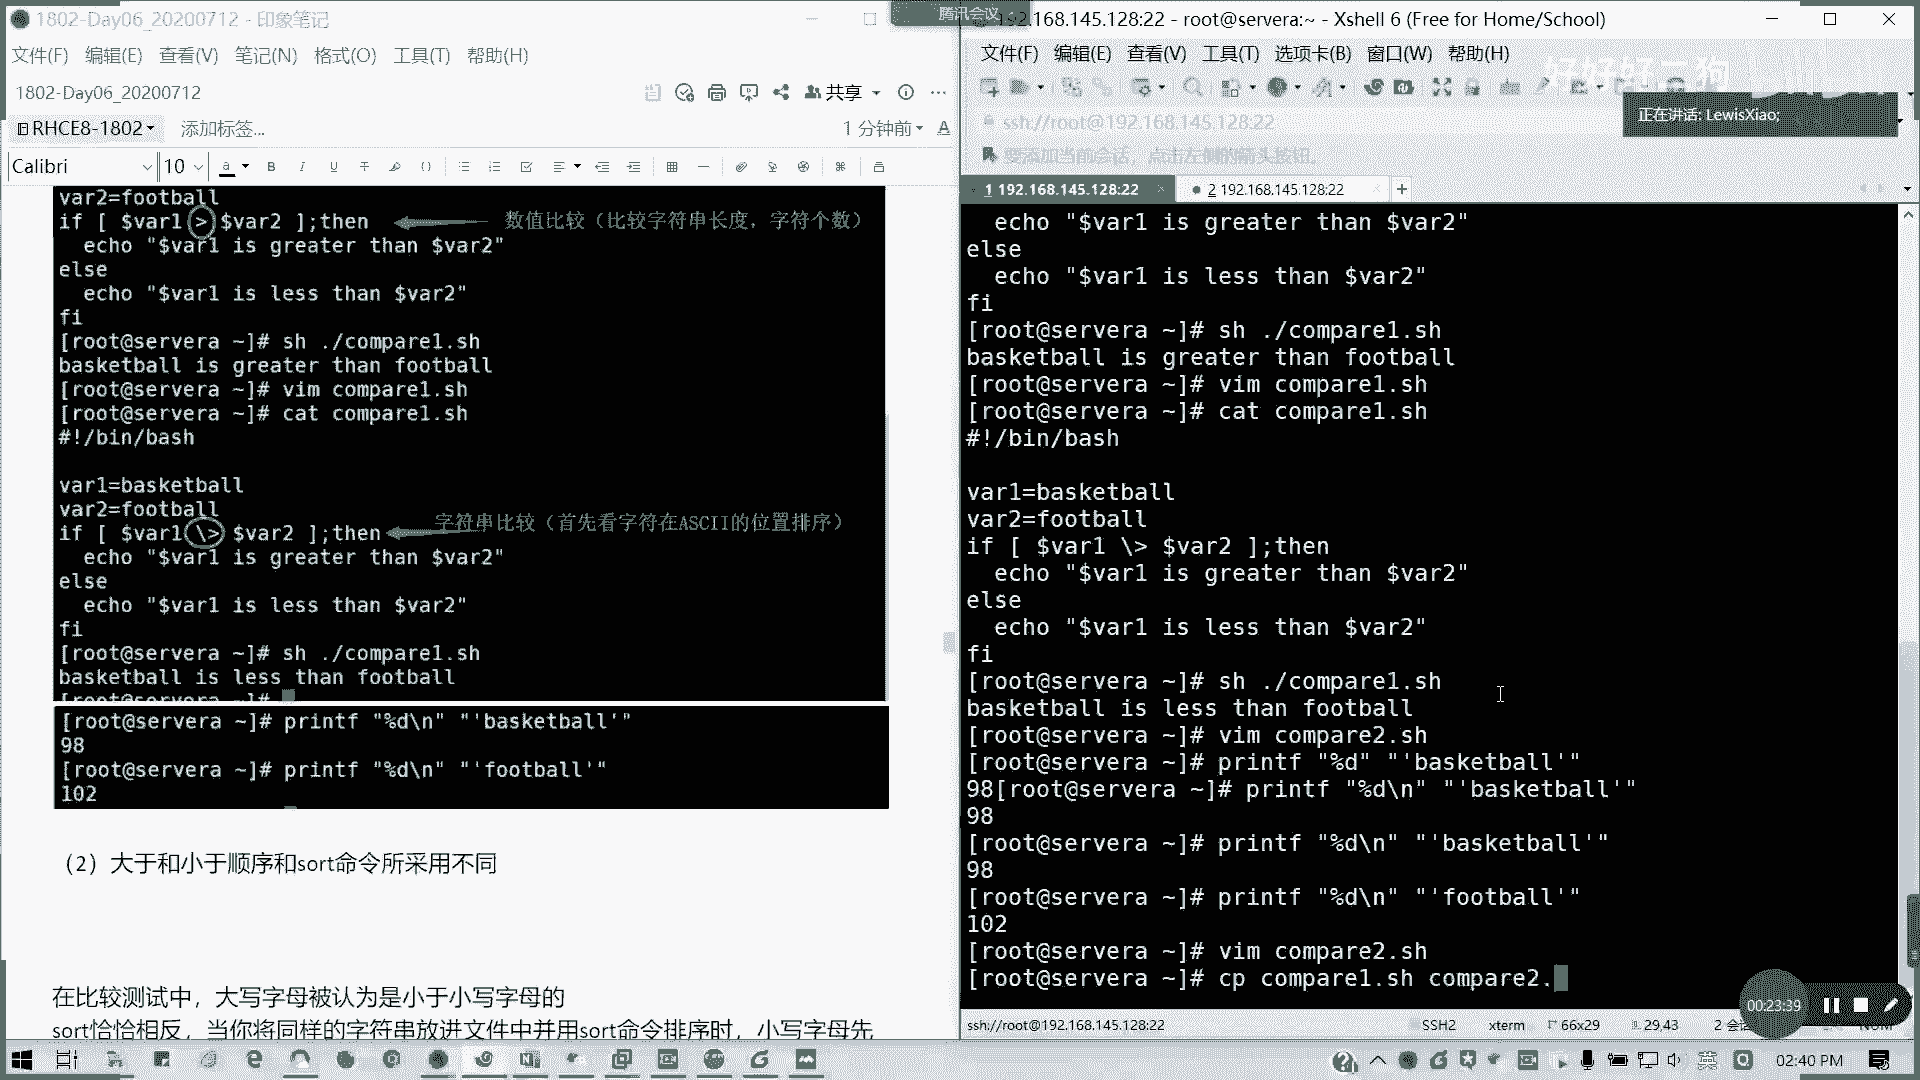 1802-Day06_20200712 - 印象笔记
文件(F) 编辑(E) 查看(V) 笔记(N) 格式(O) 工具(T) 帮助(H)
1802-Day06_20200712
共享
RHCE8-1802 添加标签...
1 分钟前
Calibri 10
var2=football
if [ $var1 > $var2 ];then 数值比较（比较字符串长度，字符个数）
echo "$var1 is greater than $var2"
else
echo "$var1 is less than $var2"
fi
[root@servera ~]# sh ./compare1.sh
basketball is greater than football
[root@servera ~]# vim compare1.sh
[root@servera ~]# cat compare1.sh
#!/bin/bash
var1=basketball
var2=football
if [ $var1 \> $var2 ];then 字符串比较（首先看字符在ASCII的位置排序）
echo "$var1 is greater than $var2"
else
echo "$var1 is less than $var2"
fi
[root@servera ~]# sh ./compare1.sh
basketball is less than football
[root@servera ~]#
[root@servera ~]# printf "%d\n" "'basketball'"
98
[root@servera ~]# printf "%d\n" "'football'"
102
（2）大于和小于顺序和sort命令所采用不同
在比较测试中，大写字母被认为是小于小写字母的
sort恰恰相反，当你将同样的字符串放进文件中并用sort命令排序时，小写字母先
腾讯会议
192.168.145.128:22 - root@servera:~ - Xshell 6 (Free for Home/School)
文件(F) 编辑(E) 查看(V) 工具(T) 选项卡(B) 窗口(W) 帮助(H)
好好好二狗
正在讲话: LewisXiao;
ssh://root@192.168.145.128:22
要添加当前会话，点击左侧的箭头按钮。
1 192.168.145.128:22
2 192.168.145.128:22
echo "$var1 is greater than $var2"
else
echo "$var1 is less than $var2"
fi
[root@servera ~]# sh ./compare1.sh
basketball is greater than football
[root@servera ~]# vim compare1.sh
[root@servera ~]# cat compare1.sh
#!/bin/bash
var1=basketball
var2=football
if [ $var1 \> $var2 ];then
echo "$var1 is greater than $var2"
else
echo "$var1 is less than $var2"
fi
[root@servera ~]# sh ./compare1.sh
basketball is less than football
[root@servera ~]# vim compare2.sh
[root@servera ~]# printf "%d" "'basketball'"
98[root@servera ~]# printf "%d\n" "'basketball'"
98
[root@servera ~]# printf "%d\n" "'basketball'"
98
[root@servera ~]# printf "%d\n" "'football'"
102
[root@servera ~]# vim compare2.sh
[root@servera ~]# cp compare1.sh compare2.
00:23:39
ssh://root@192.168.145.128:22 SSH2 xterm 66x29 29,43 2 会 NUM
英 02:40 PM